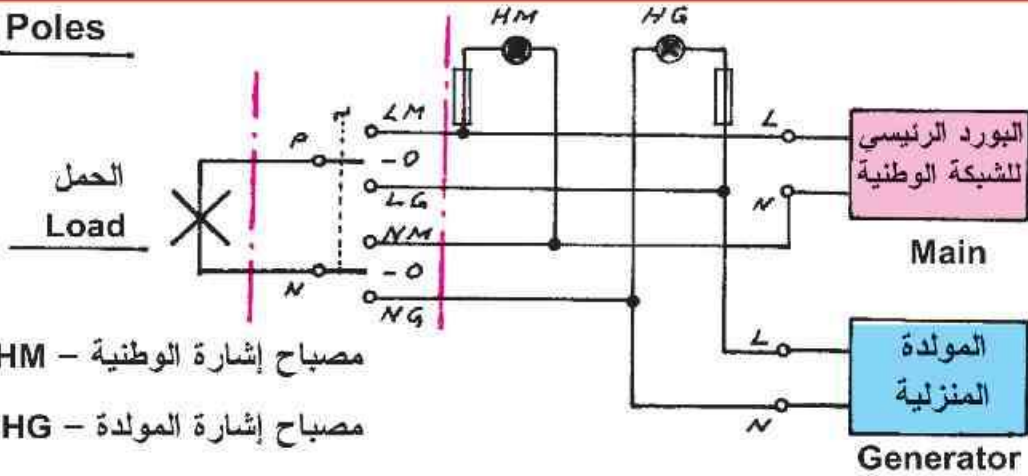 Poles
HM
HG
LM
P
-O
LG
NM
-O
N
NG
L
N
البورد الرئيسي
للشبكة الوطنية
Main
الحمل
Load
L
N
المولدة
المنزلية
Generator
HM – مصباح إشارة الوطنية
HG – مصباح إشارة المولدة